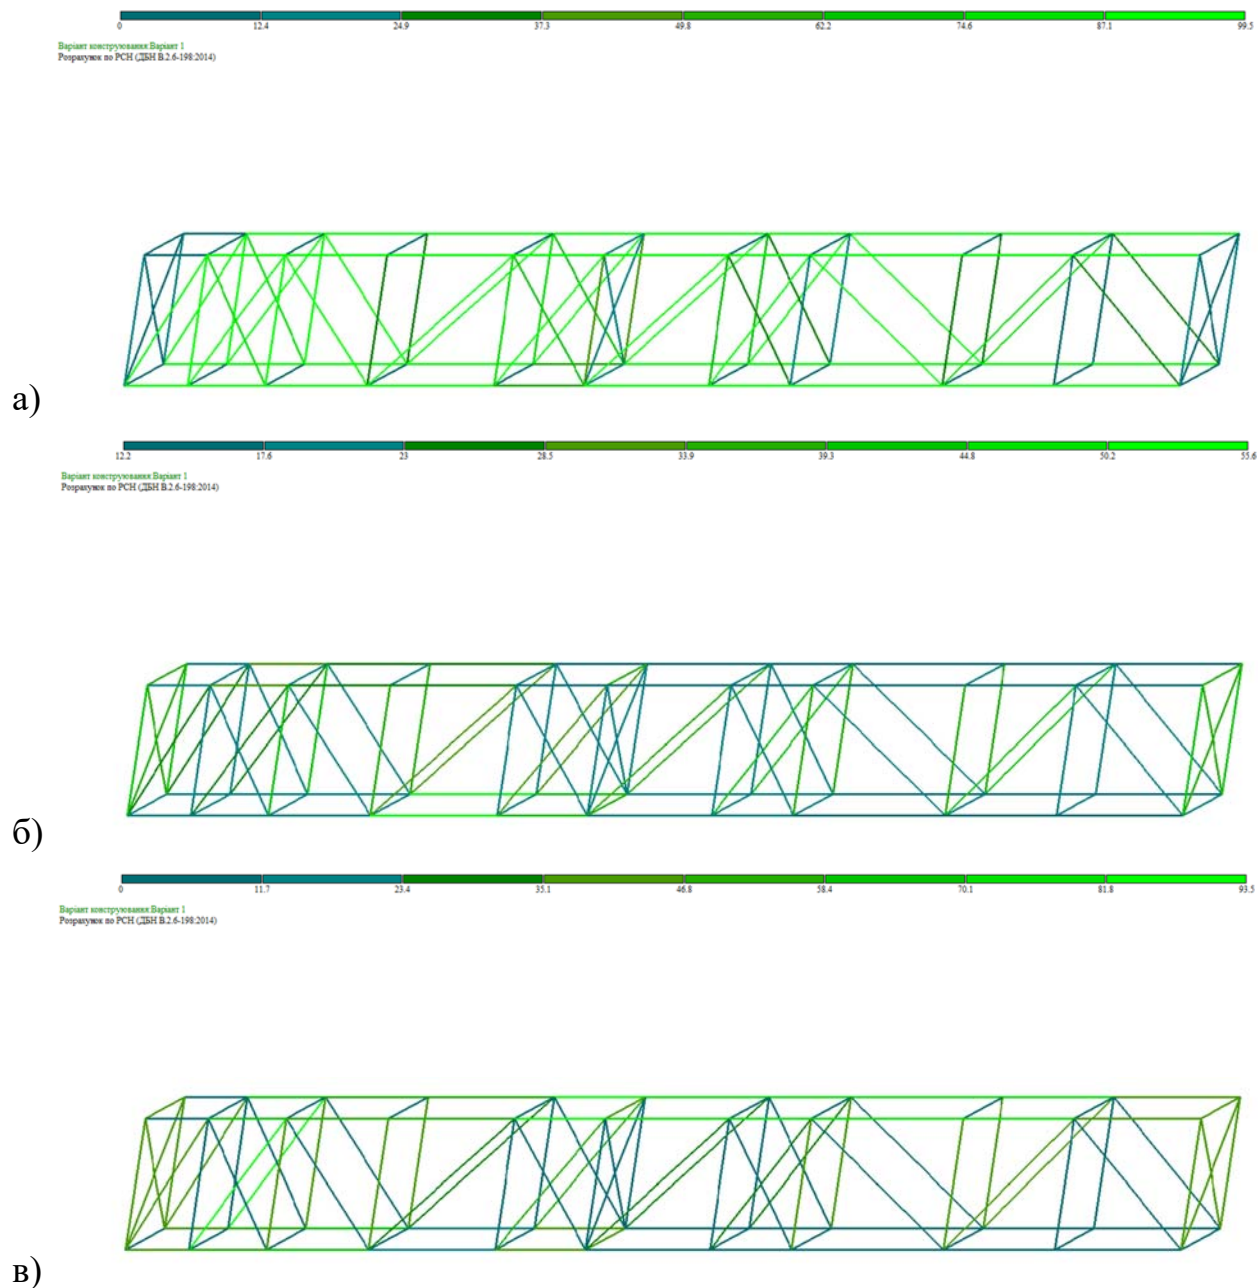 0 12.4 24.9 37.3 49.8 62.2 74.6 87.1 99.5
Варіант конструювання:Варіант 1
Розрахунок по РСН (ДБН В.2.6-198:2014)
а)
12.2 17.6 23 28.5 33.9 39.3 44.8 50.2 55.6
Варіант конструювання:Варіант 1
Розрахунок по РСН (ДБН В.2.6-198:2014)
б)
0 11.7 23.4 35.1 46.8 58.4 70.1 81.8 93.5
Варіант конструювання:Варіант 1
Розрахунок по РСН (ДБН В.2.6-198:2014)
в)